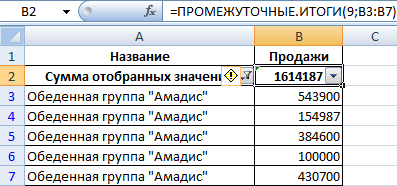 B2 fx =ПРОМЕЖУТОЧНЫЕ.ИТОГИ(9;B3:B7)
A B C
1 Название Продажи
2 Сумма отобранных значени 1614187
3 Обеденная группа "Амадис" 543900
4 Обеденная группа "Амадис" 154987
5 Обеденная группа "Амадис" 384600
6 Обеденная группа "Амадис" 100000
7 Обеденная группа "Амадис" 430700